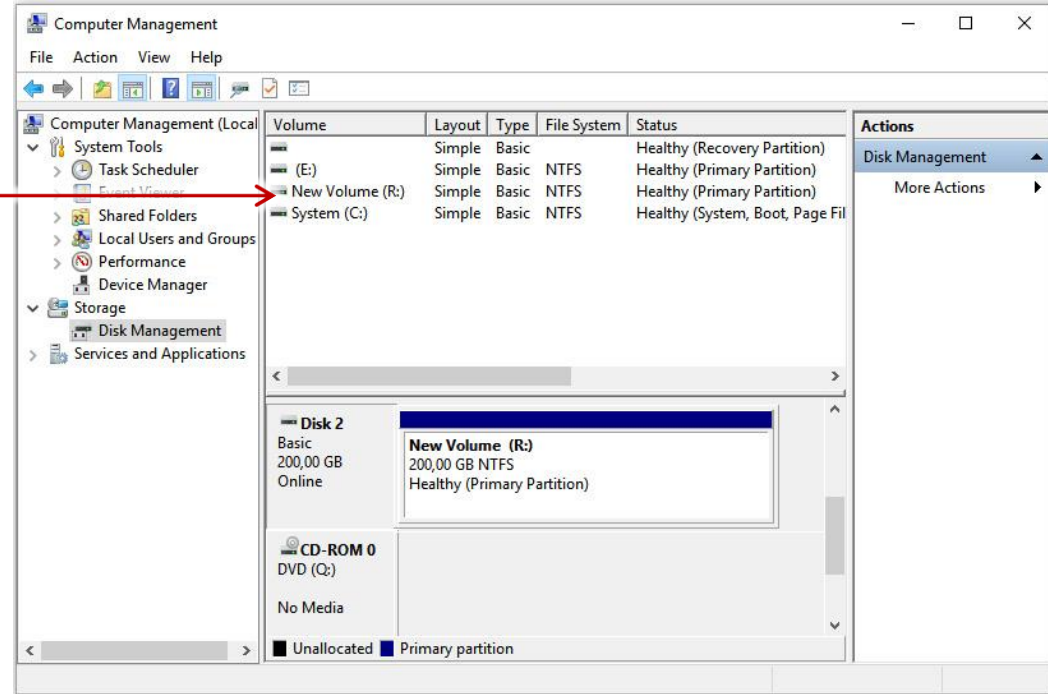 Computer Management
File Action View Help
Computer Management (Local
System Tools
Task Scheduler
Event Viewer
Shared Folders
Local Users and Groups
Performance
Device Manager
Storage
Disk Management
Services and Applications
Volume Layout Type File System Status
Simple Basic Healthy (Recovery Partition)
(E:) Simple Basic NTFS Healthy (Primary Partition)
New Volume (R:) Simple Basic NTFS Healthy (Primary Partition)
System (C:) Simple Basic NTFS Healthy (System, Boot, Page Fil
Disk 2
Basic
200,00 GB
Online
New Volume (R:)
200,00 GB NTFS
Healthy (Primary Partition)
CD-ROM 0
DVD (Q:)
No Media
Unallocated Primary partition
Actions
Disk Management
More Actions